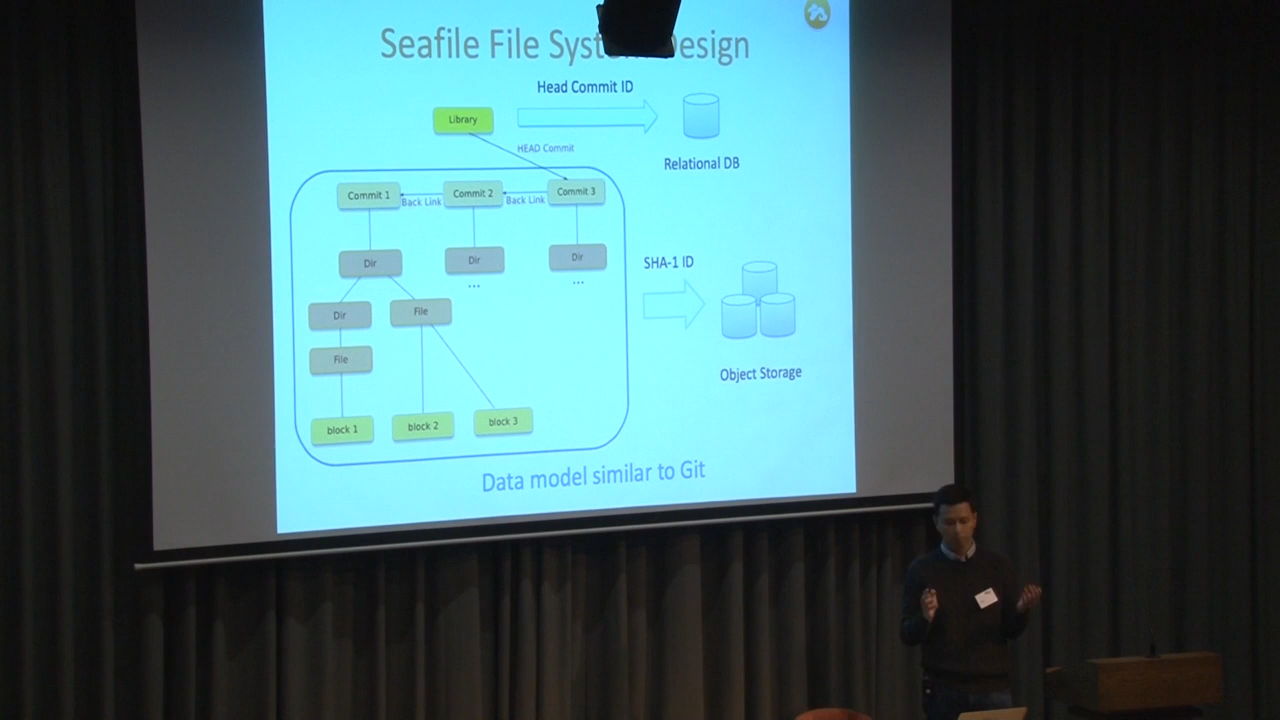 Seafile File Syst Design
Head Commit ID
Library
HEAD Commit
Relational DB
Commit 1
Back Link
Commit 2
Back Link
Commit 3
Dir
Dir
Dir
...
...
SHA-1 ID
Dir
File
File
Object Storage
block 1
block 2
block 3
Data model similar to Git